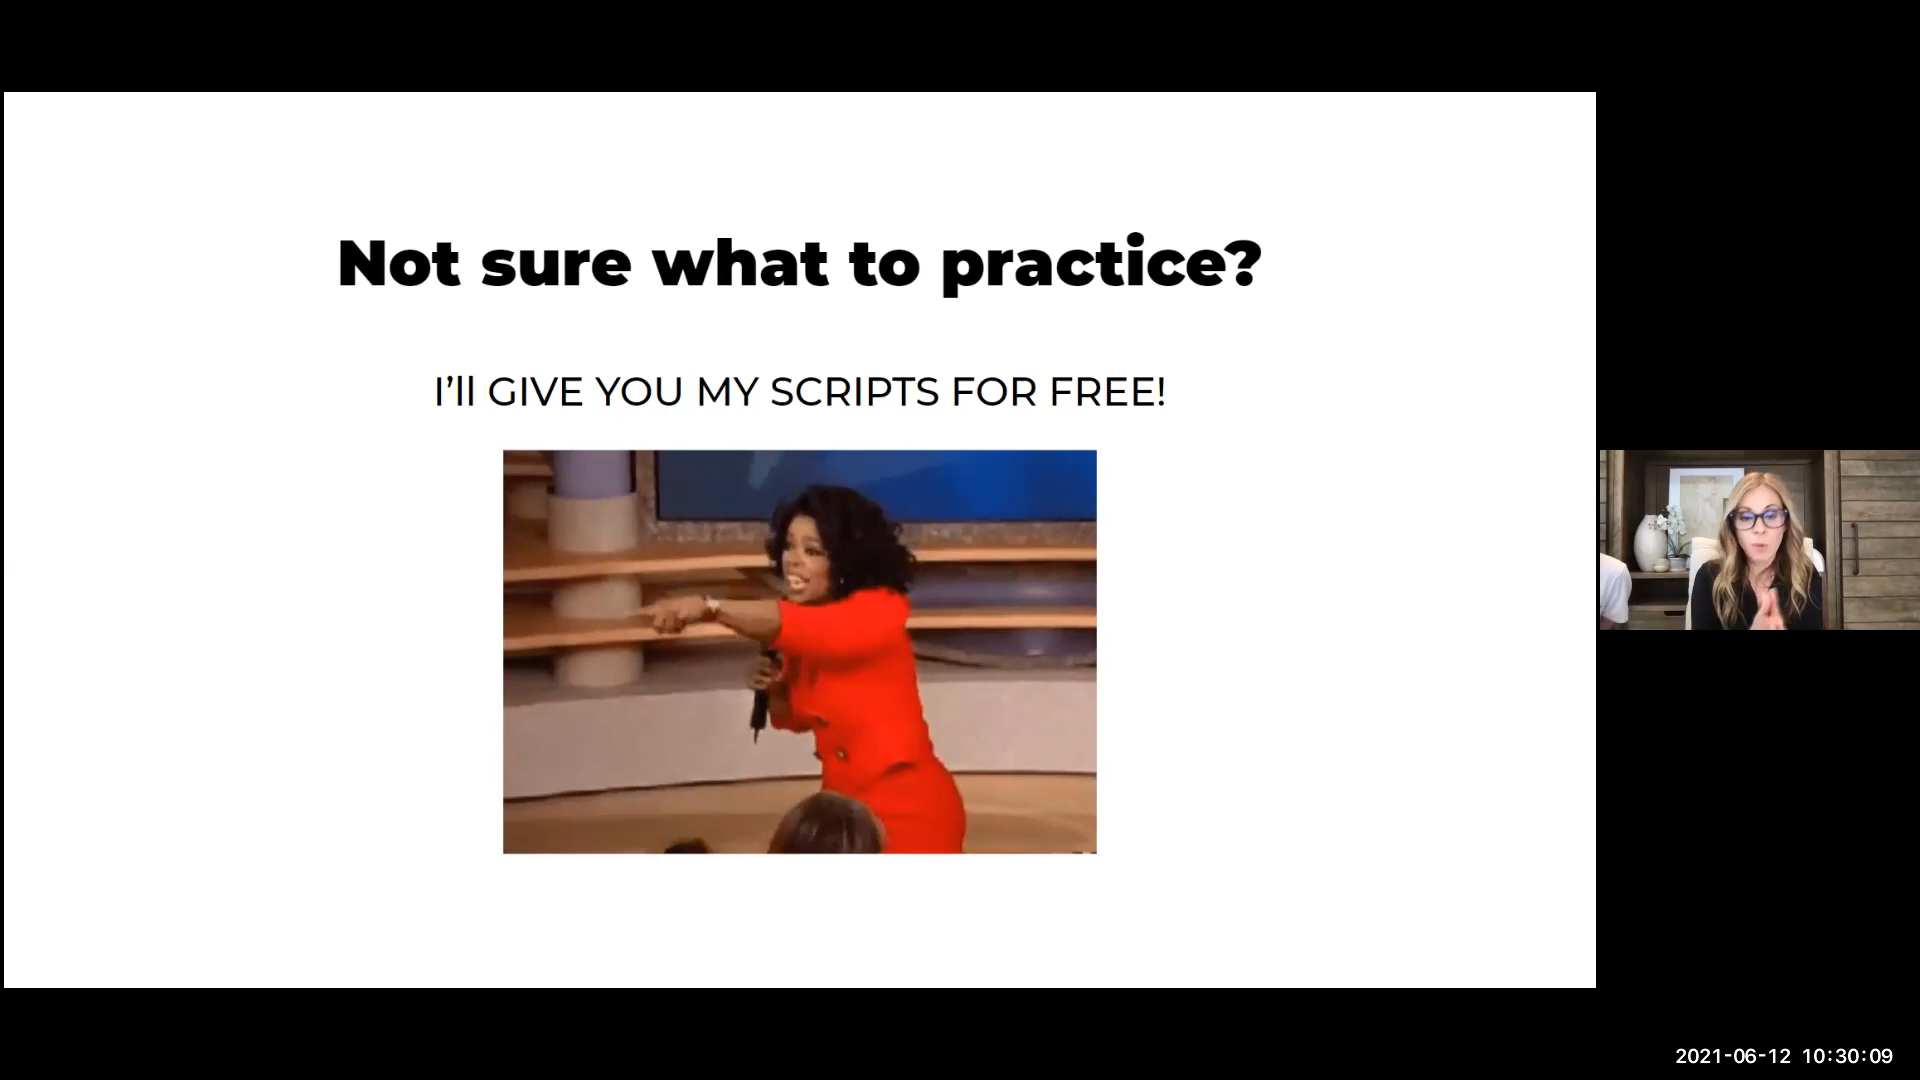 Not sure what to practice?
I’ll GIVE YOU MY SCRIPTS FOR FREE!
2021-06-12 10:30:09